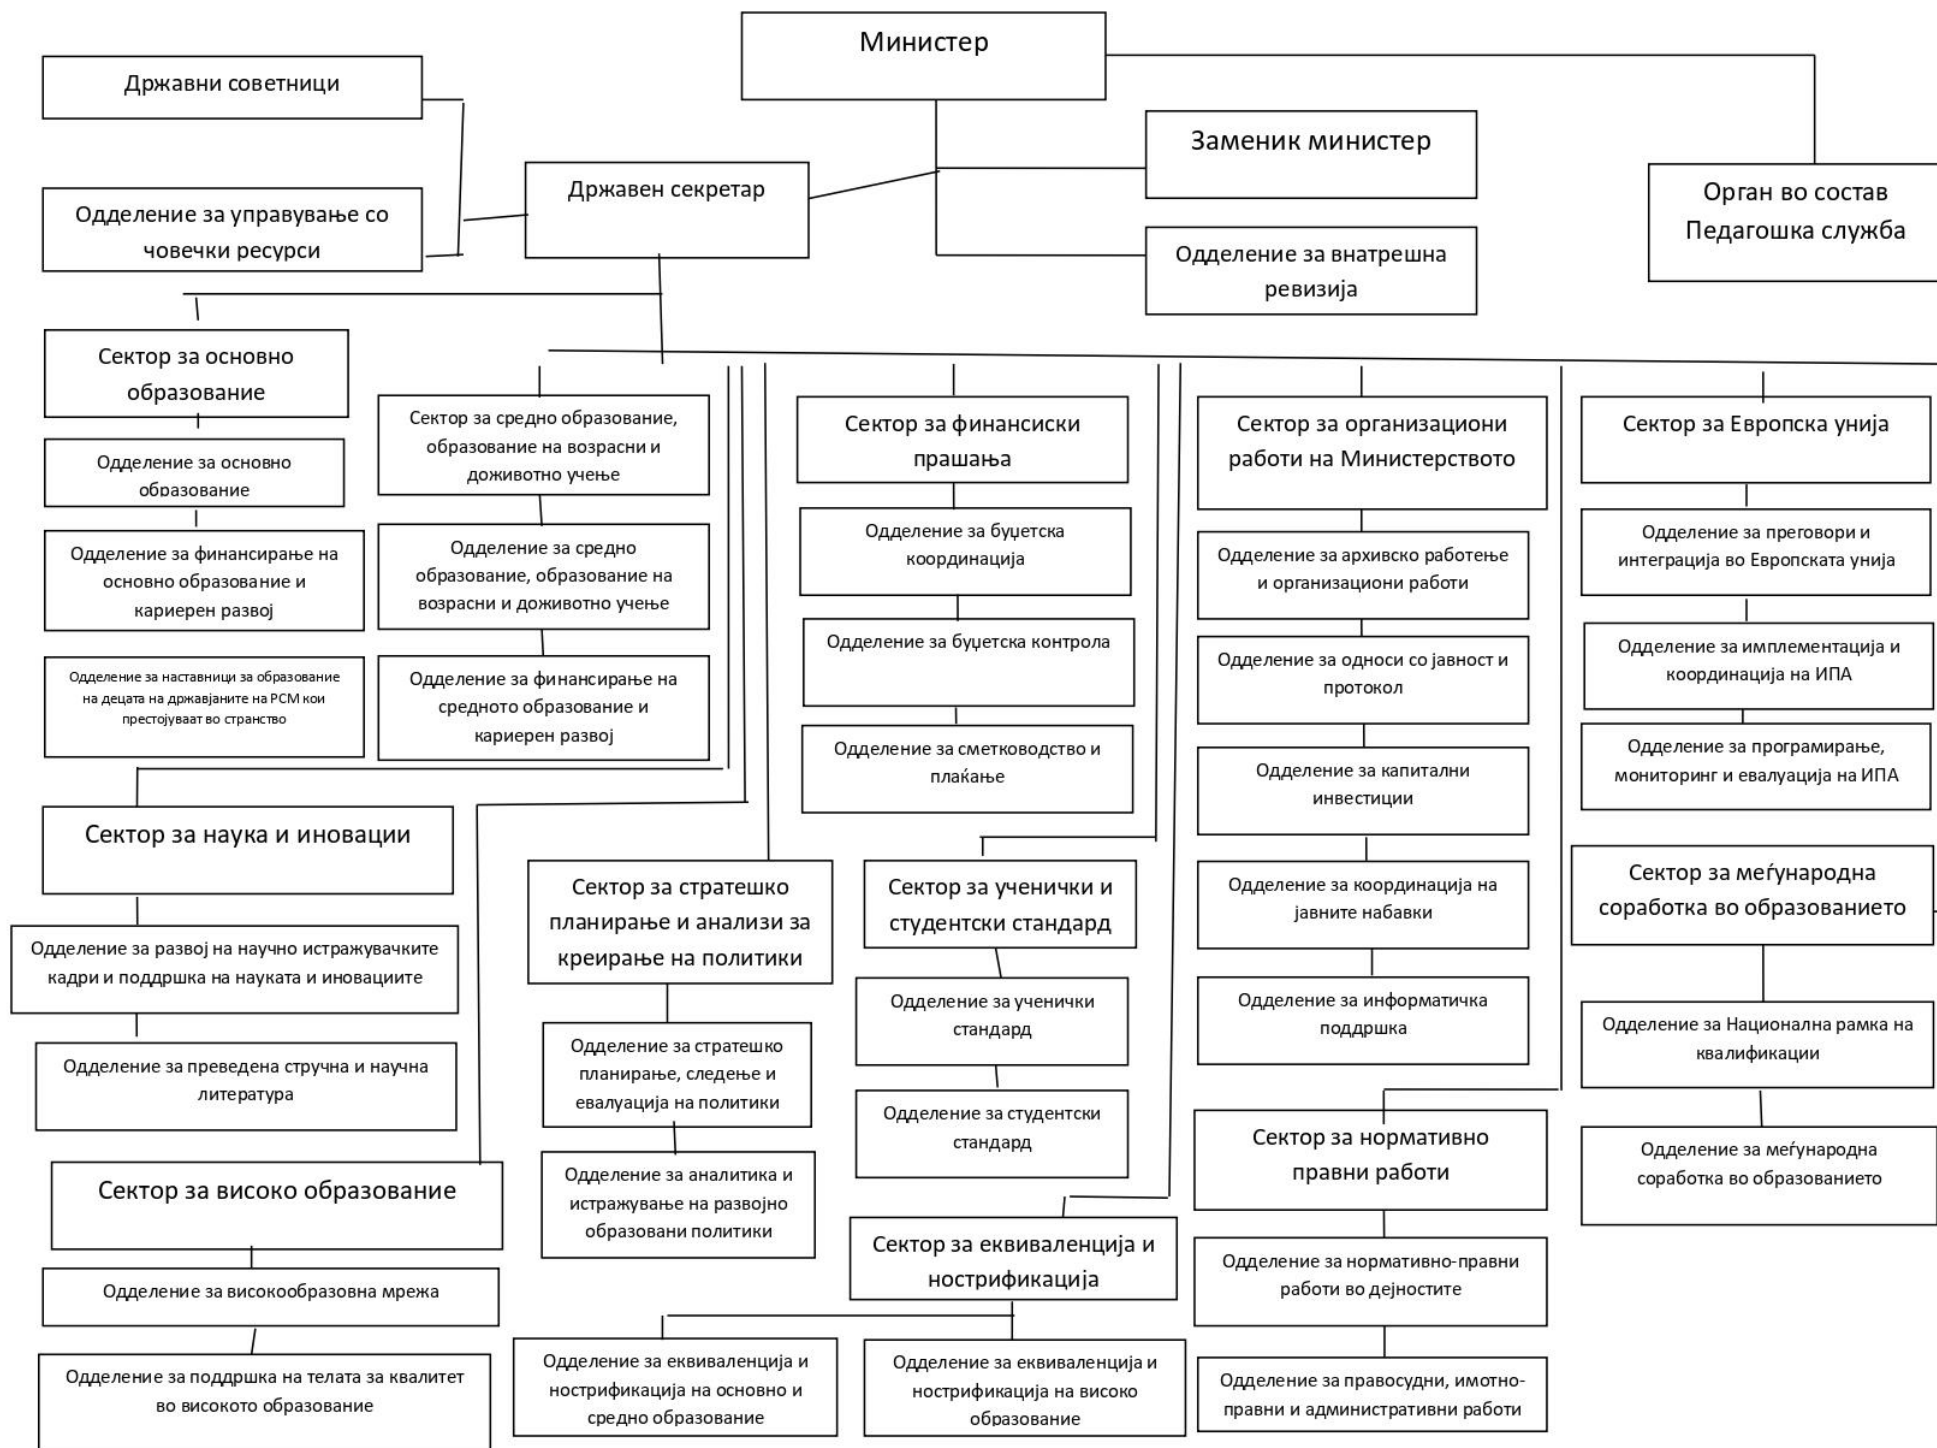 Министер
Државни советници
Заменик министер
Државен секретар
Орган во состав
Педагошка служба
Одделение за управување со
човечки ресурси
Одделение за внатрешна
ревизија
Сектор за основно
образование
Одделение за основно
образование
Одделение за финансирање на
основно образование и
кариерен развој
Одделение за наставници за образование
на децата на државјаните на РСМ кои
престојуваат во странство
Сектор за средно образование,
образование на возрасни и
доживотно учење
Одделение за средно
образование, образование на
возрасни и доживотно учење
Одделение за финансирање на
средното образование и
кариерен развој
Сектор за финансиски
прашања
Одделение за буџетска
координација
Одделение за буџетска контрола
Одделение за сметководство и
плаќање
Сектор за организациони
работи на Министерството
Одделение за архивско работење
и организациони работи
Одделение за односи со јавност и
протокол
Одделение за капитални
инвестиции
Одделение за координација на
јавните набавки
Одделение за информатичка
поддршка
Сектор за Европска унија
Одделение за преговори и
интеграција во Европската унија
Одделение за имплементација и
координација на ИПА
Одделение за програмирање,
мониторинг и евалуација на ИПА
Сектор за наука и иновации
Одделение за развој на научно истражувачките
кадри и поддршка на науката и иновациите
Одделение за преведена стручна и научна
литература
Сектор за високо образование
Одделение за високообразовна мрежа
Одделение за поддршка на телата за квалитет
во високото образование
Сектор за стратешко
планирање и анализи за
креирање на политики
Одделение за стратешко
планирање, следење и
евалуација на политики
Одделение за аналитика и
истражување на развојно
образовани политики
Сектор за ученички и
студентски стандард
Одделение за ученички
стандард
Одделение за студентски
стандард
Сектор за еквиваленција и
нострификација
Одделение за еквиваленција и
нострификација на основно и
средно образование
Одделение за еквиваленција и
нострификација на високо
образование
Сектор за нормативно
правни работи
Одделение за нормативно-правни
работи во дејностите
Одделение за правосудни, имотно-
правни и административни работи
Сектор за меѓународна
соработка во образованието
Одделение за Национална рамка на
квалификации
Одделение за меѓународна
соработка во образованието